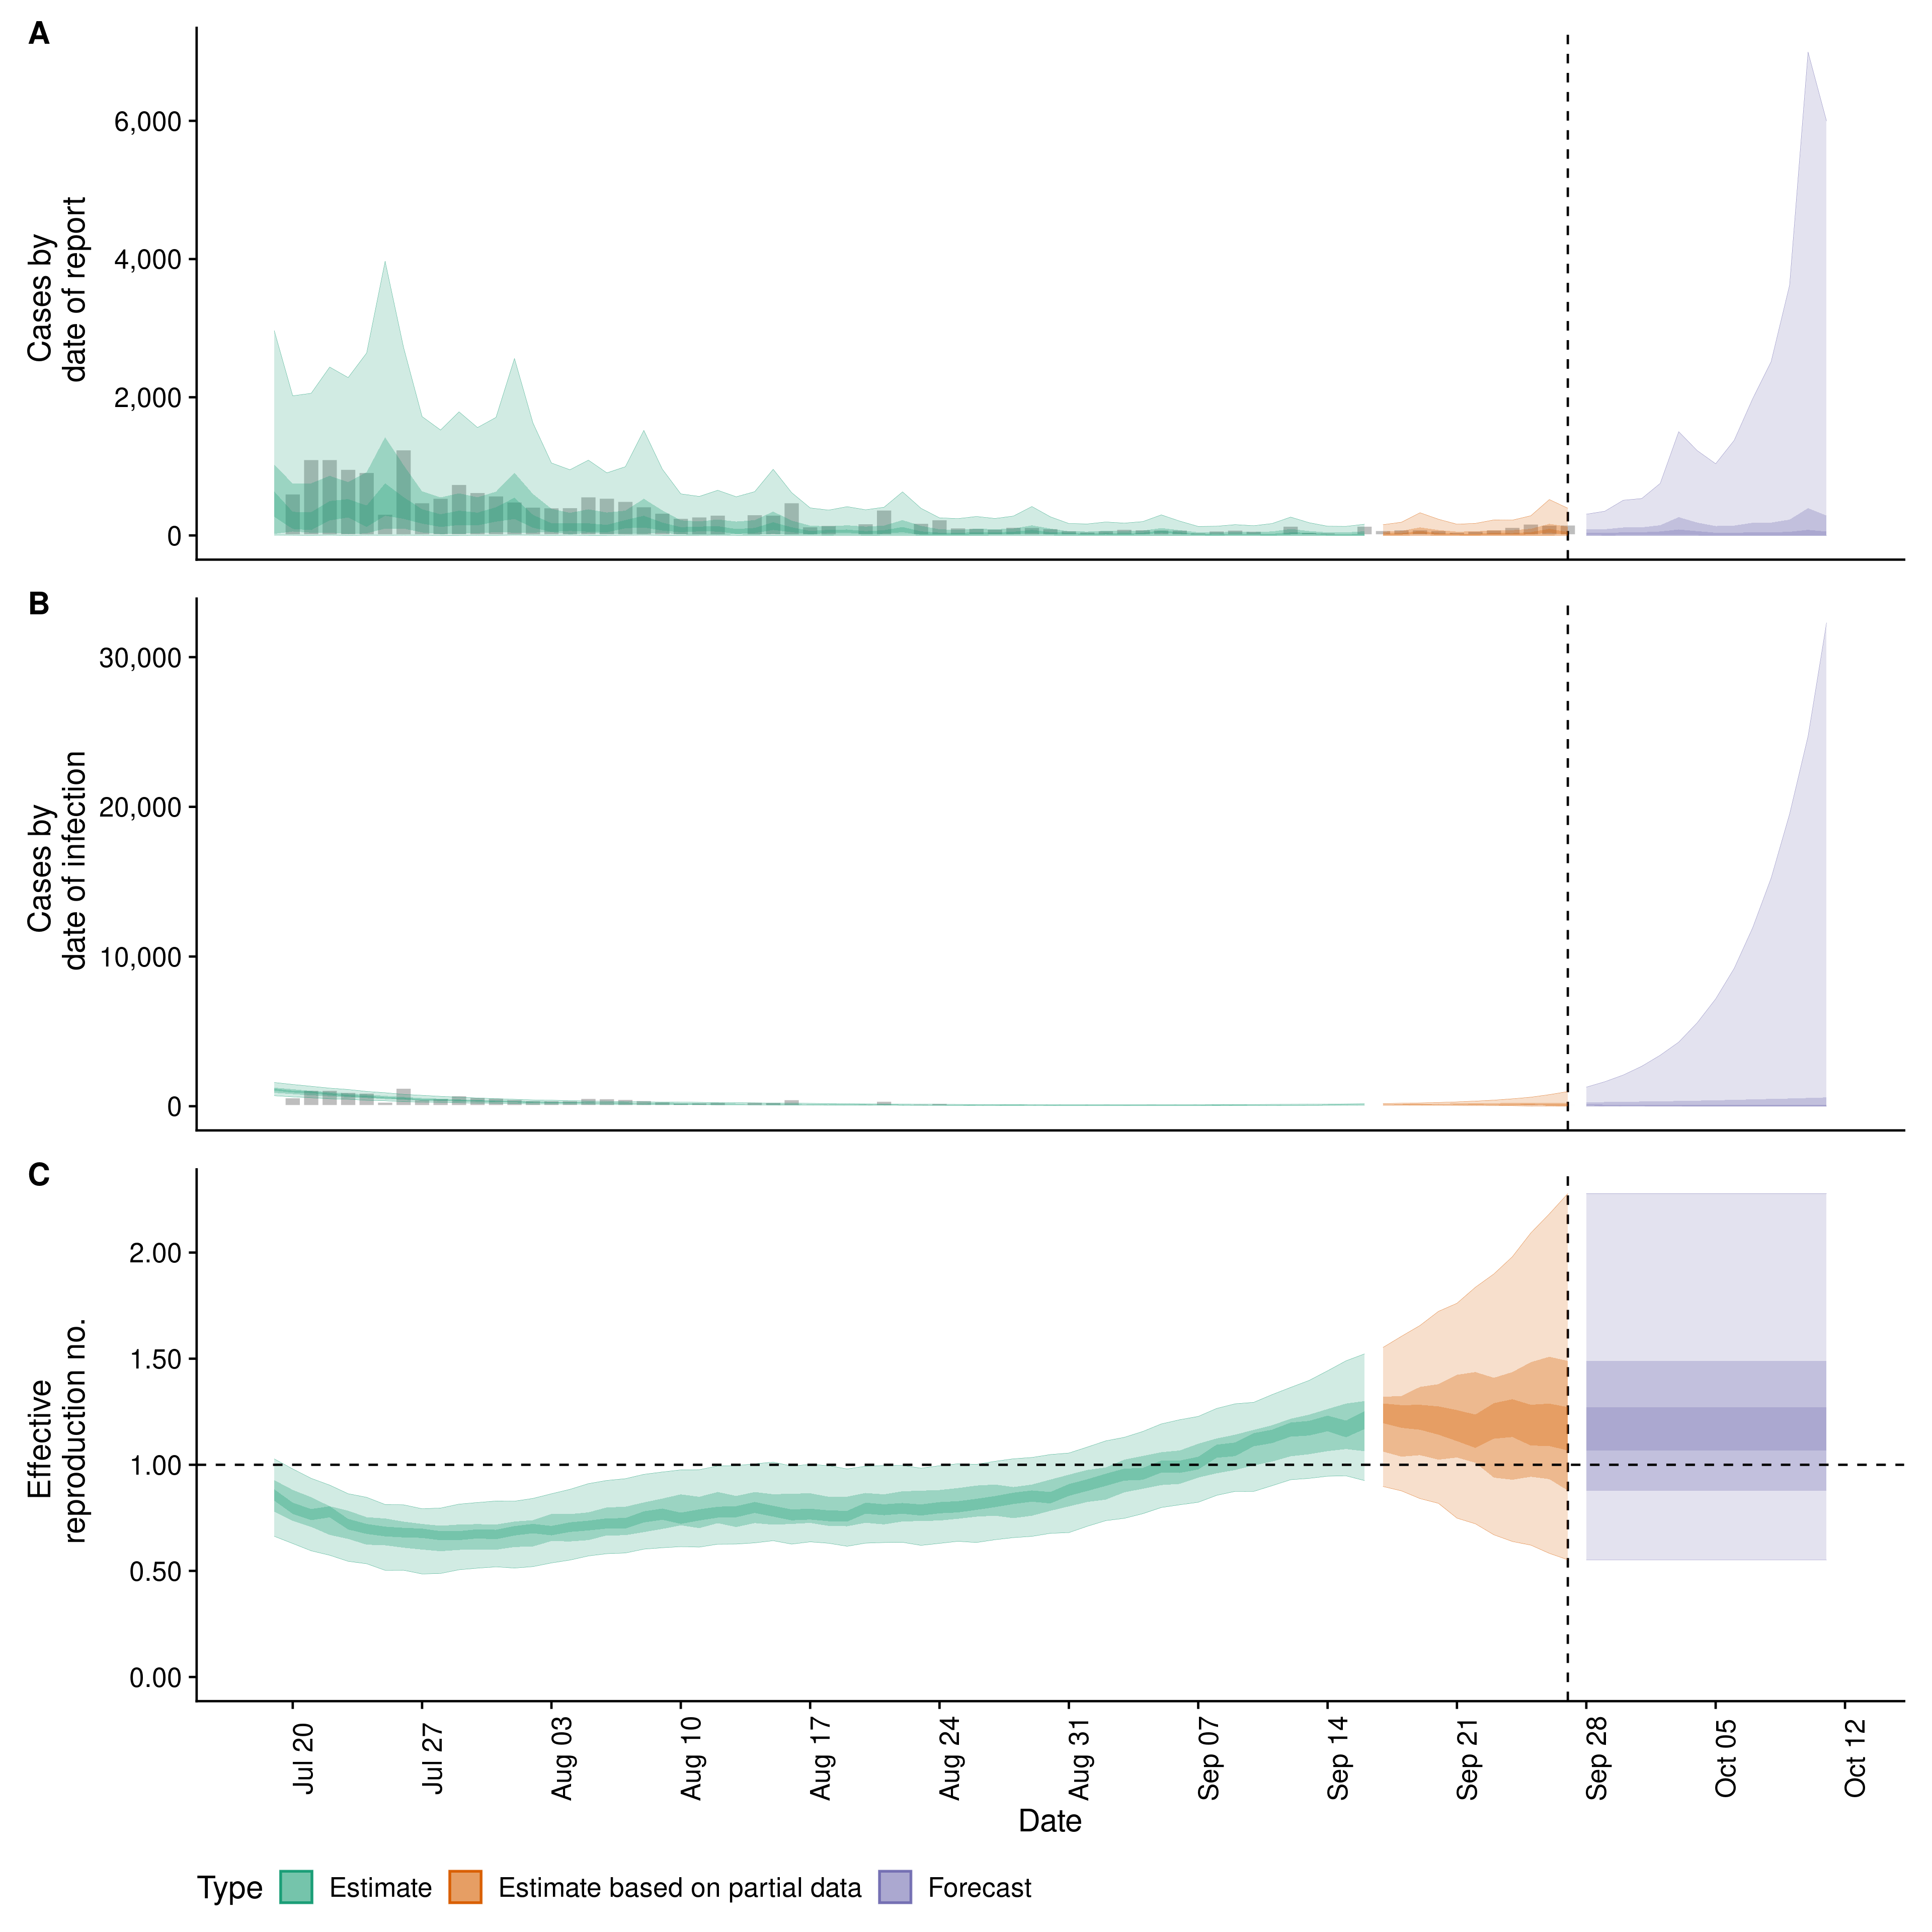 A
Cases by
date of report
6,000
4,000
2,000
0
B
Cases by
date of infection
30,000
20,000
10,000
0
C
Effective
reproduction no.
2.00
1.50
1.00
0.50
0.00
Jul 20
Jul 27
Aug 03
Aug 10
Aug 17
Aug 24
Aug 31
Sep 07
Sep 14
Sep 21
Sep 28
Oct 05
Oct 12
Date
Type Estimate Estimate based on partial data Forecast